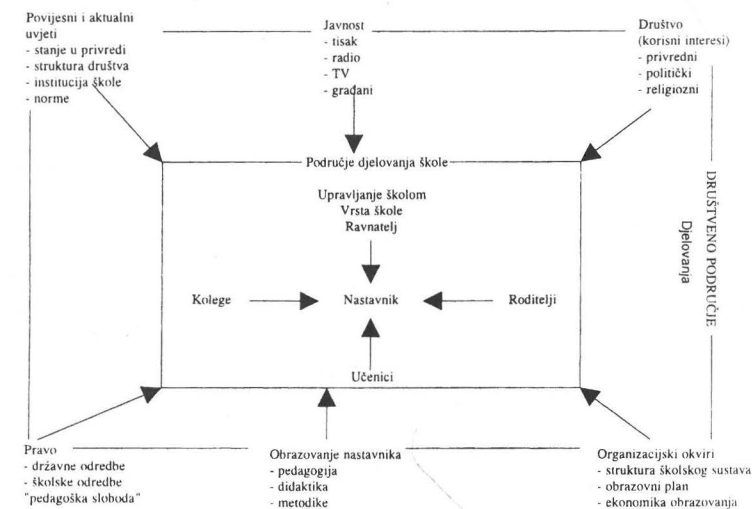 Povijesni i aktualni
uvjeti
- stanje u privredi
- struktura društva
- institucija škole
- norme
Javnost
- tisak
- radio
- TV
- građani
Društvo
(korisni interesi)
- privredni
- politički
- religiozni
Područje djelovanja škole
Upravljanje školom
Vrsta škole
Ravnatelj
Kolege
Nastavnik
Roditelji
Učenici
DRUŠTVENO PODRUČJE
Djelovanja
Pravo
- državne odredbe
- školske odredbe
"pedagoška sloboda"
Obrazovanje nastavnika
- pedagogija
- didaktika
- metodike
Organizacijski okviri
- struktura školskog sustava
- obrazovni plan
- ekonomika obrazovanja